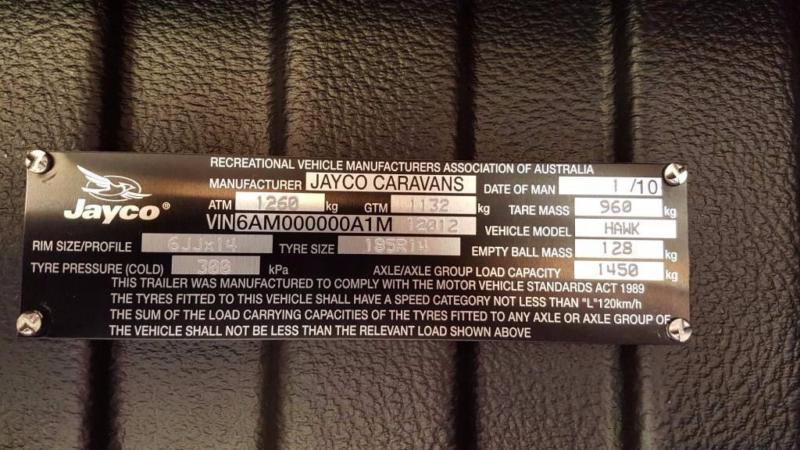 RECREATIONAL VEHICLE MANUFACTURERS ASSOCIATION OF AUSTRALIA
Jayco®
MANUFACTURER JAYCO CARAVANS DATE OF MAN 1 /10
ATM 1260 kg GTM 1132 kg TARE MASS 960 kg
VIN 6AM000000A1M 12012 VEHICLE MODEL HAWK
RIM SIZE/PROFILE 6JJx14 TYRE SIZE 195R14 EMPTY BALL MASS 128 kg
TYRE PRESSURE (COLD) 300 kPa AXLE/AXLE GROUP LOAD CAPACITY 1450 kg
THIS TRAILER WAS MANUFACTURED TO COMPLY WITH THE MOTOR VEHICLE STANDARDS ACT 1989
THE TYRES FITTED TO THIS VEHICLE SHALL HAVE A SPEED CATEGORY NOT LESS THAN "L"120km/h
THE SUM OF THE LOAD CARRYING CAPACITIES OF THE TYRES FITTED TO ANY AXLE OR AXLE GROUP OF
THE VEHICLE SHALL NOT BE LESS THAN THE RELEVANT LOAD SHOWN ABOVE